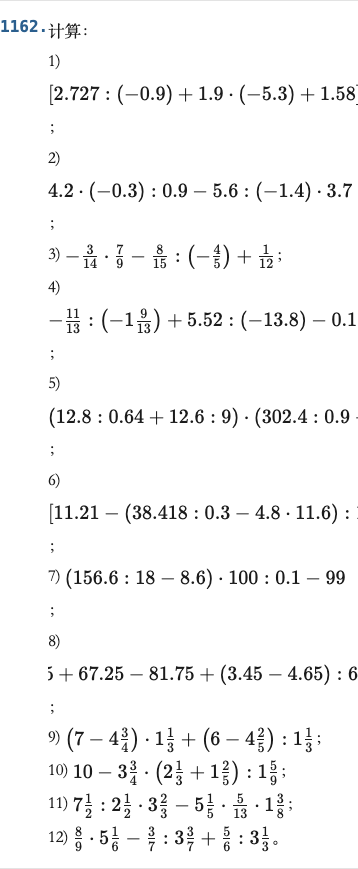 1162. 计算:
1)
[2.727 : (−0.9) + 1.9 · (−5.3) + 1.58]
;
2)
4.2 · (−0.3) : 0.9 − 5.6 : (−1.4) · 3.7
;
3) −3/14 · 7/9 − 8/15 : (−4/5) + 1/12 ;
4)
−11/13 : (−1 9/13) + 5.52 : (−13.8) − 0.1
;
5)
(12.8 : 0.64 + 12.6 : 9) · (302.4 : 0.9
;
6)
[11.21 − (38.418 : 0.3 − 4.8 · 11.6) :
;
7) (156.6 : 18 − 8.6) · 100 : 0.1 − 99
;
8)
+ 67.25 − 81.75 + (3.45 − 4.65) : 6
;
9) (7 − 4 3/4) · 1 1/3 + (6 − 4 2/5) : 1 1/3 ;
10) 10 − 3 3/4 · (2 1/3 + 1 2/5) : 1 5/9 ;
11) 7 1/2 : 2 1/2 · 3 2/3 − 5 1/5 · 5/13 · 1 3/8 ;
12) 8/9 · 5 1/6 − 3/7 : 3 3/7 + 5/6 : 3 1/3 。